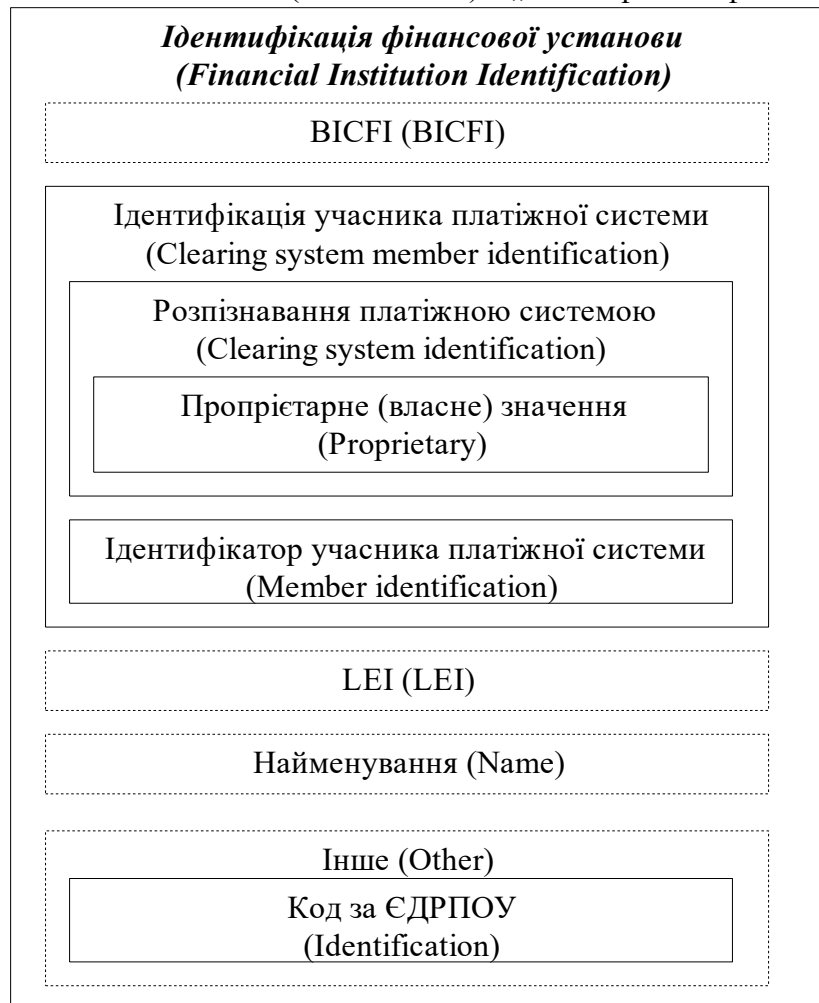 Ідентифікація фінансової установи
(Financial Institution Identification)
BICFI (BICFI)
Ідентифікація учасника платіжної системи
(Clearing system member identification)
Розпізнавання платіжною системою
(Clearing system identification)
Пропрієтарне (власне) значення
(Proprietary)
Ідентифікатор учасника платіжної системи
(Member identification)
LEI (LEI)
Найменування (Name)
Інше (Other)
Код за ЄДРПОУ
(Identification)